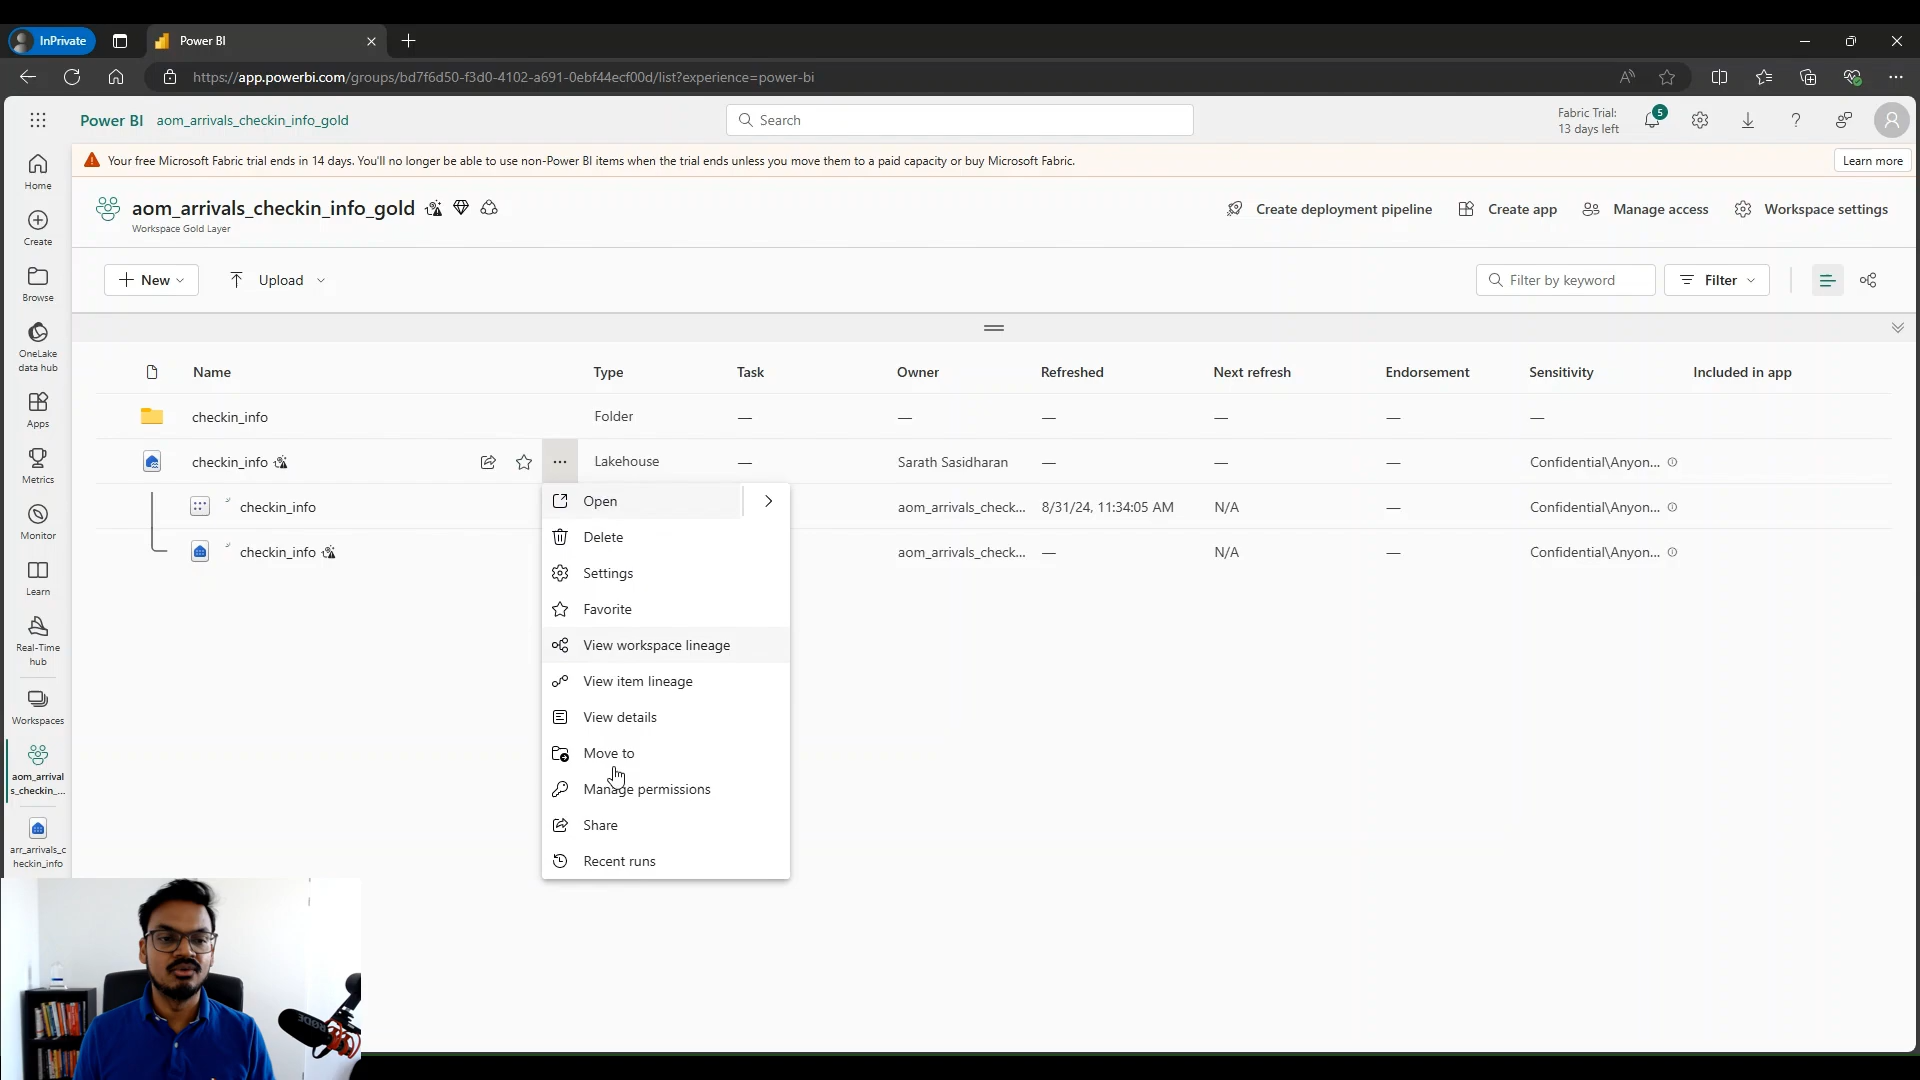 InPrivate
Power BI
https://app.powerbi.com/groups/bd7f6d50-f3d0-4102-a691-0ebf44ecf00d/list?experience=power-bi
Power BI aom_arrivals_checkin_info_gold
Search
Fabric Trial:
13 days left
5
Your free Microsoft Fabric trial ends in 14 days. You'll no longer be able to use non-Power BI items when the trial ends unless you move them to a paid capacity or buy Microsoft Fabric.
Learn more
Home
Create
Browse
OneLake
data hub
Apps
Metrics
Monitor
Learn
Real-Time
hub
Workspaces
aom_arrival
s_checkin_...
arr_arrivals_c
heckin_info
aom_arrivals_checkin_info_gold
Workspace Gold Layer
Create deployment pipeline Create app Manage access Workspace settings
New Upload
Filter by keyword Filter
Name Type Task Owner Refreshed Next refresh Endorsement Sensitivity Included in app
checkin_info Folder — — — — — —
checkin_info ... Lakehouse — Sarath Sasidharan — — — Confidential\Anyon...
checkin_info aom_arrivals_check... 8/31/24, 11:34:05 AM N/A — Confidential\Anyon...
checkin_info aom_arrivals_check... — N/A — Confidential\Anyon...
Open
Delete
Settings
Favorite
View workspace lineage
View item lineage
View details
Move to
Manage permissions
Share
Recent runs
RØDE